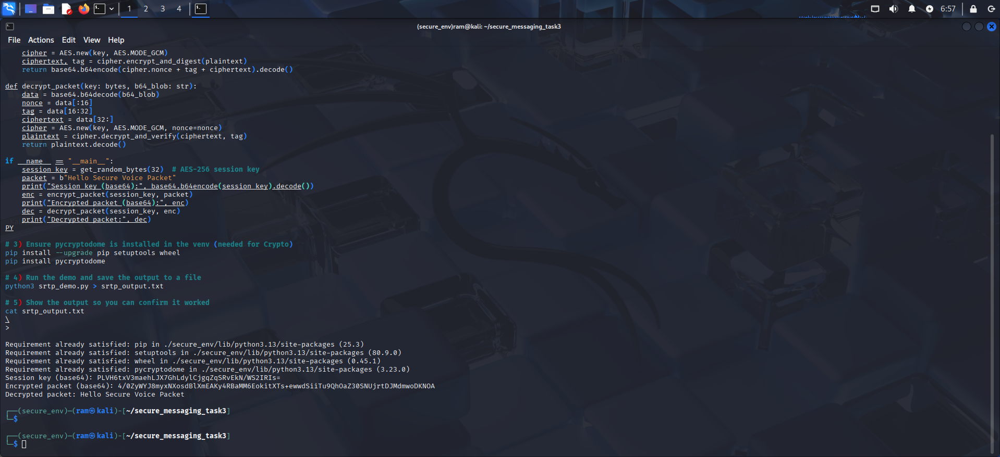 1 2 3 4
6:57
(secure_env)ram@kali: ~/secure_messaging_task3
File Actions Edit View Help
    cipher = AES.new(key, AES.MODE_GCM)
    ciphertext, tag = cipher.encrypt_and_digest(plaintext)
    return base64.b64encode(cipher.nonce + tag + ciphertext).decode()
def decrypt_packet(key: bytes, b64_blob: str):
    data = base64.b64decode(b64_blob)
    nonce = data[:16]
    tag = data[16:32]
    ciphertext = data[32:]
    cipher = AES.new(key, AES.MODE_GCM, nonce=nonce)
    plaintext = cipher.decrypt_and_verify(ciphertext, tag)
    return plaintext.decode()
if __name__ == "__main__":
    session_key = get_random_bytes(32)  # AES-256 session key
    packet = b"Hello Secure Voice Packet"
    print("Session key (base64):", base64.b64encode(session_key).decode())
    enc = encrypt_packet(session_key, packet)
    print("Encrypted packet (base64):", enc)
    dec = decrypt_packet(session_key, enc)
    print("Decrypted packet:", dec)
PY
# 3) Ensure pycryptodome is installed in the venv (needed for Crypto)
pip install --upgrade pip setuptools wheel
pip install pycryptodome
# 4) Run the demo and save the output to a file
python3 srtp_demo.py > srtp_output.txt
# 5) Show the output so you can confirm it worked
cat srtp_output.txt
\
>
Requirement already satisfied: pip in ./secure_env/lib/python3.13/site-packages (25.3)
Requirement already satisfied: setuptools in ./secure_env/lib/python3.13/site-packages (80.9.0)
Requirement already satisfied: wheel in ./secure_env/lib/python3.13/site-packages (0.45.1)
Requirement already satisfied: pycryptodome in ./secure_env/lib/python3.13/site-packages (3.23.0)
Session key (base64): PLVH6txV3maehLJX7GhLdylCjgqZqSRvEkN/WS2IRIs=
Encrypted packet (base64): 4/0ZyWYJ8myxNXosdBlXmEAKy4RBaMM6EokitXTs+ewwdSiiTu9QhOaZ30SNUjrtDJMdmwoDKNOA
Decrypted packet: Hello Secure Voice Packet
┌──(secure_env)─(ram㉿kali)-[~/secure_messaging_task3]
└─$
┌──(secure_env)─(ram㉿kali)-[~/secure_messaging_task3]
└─$